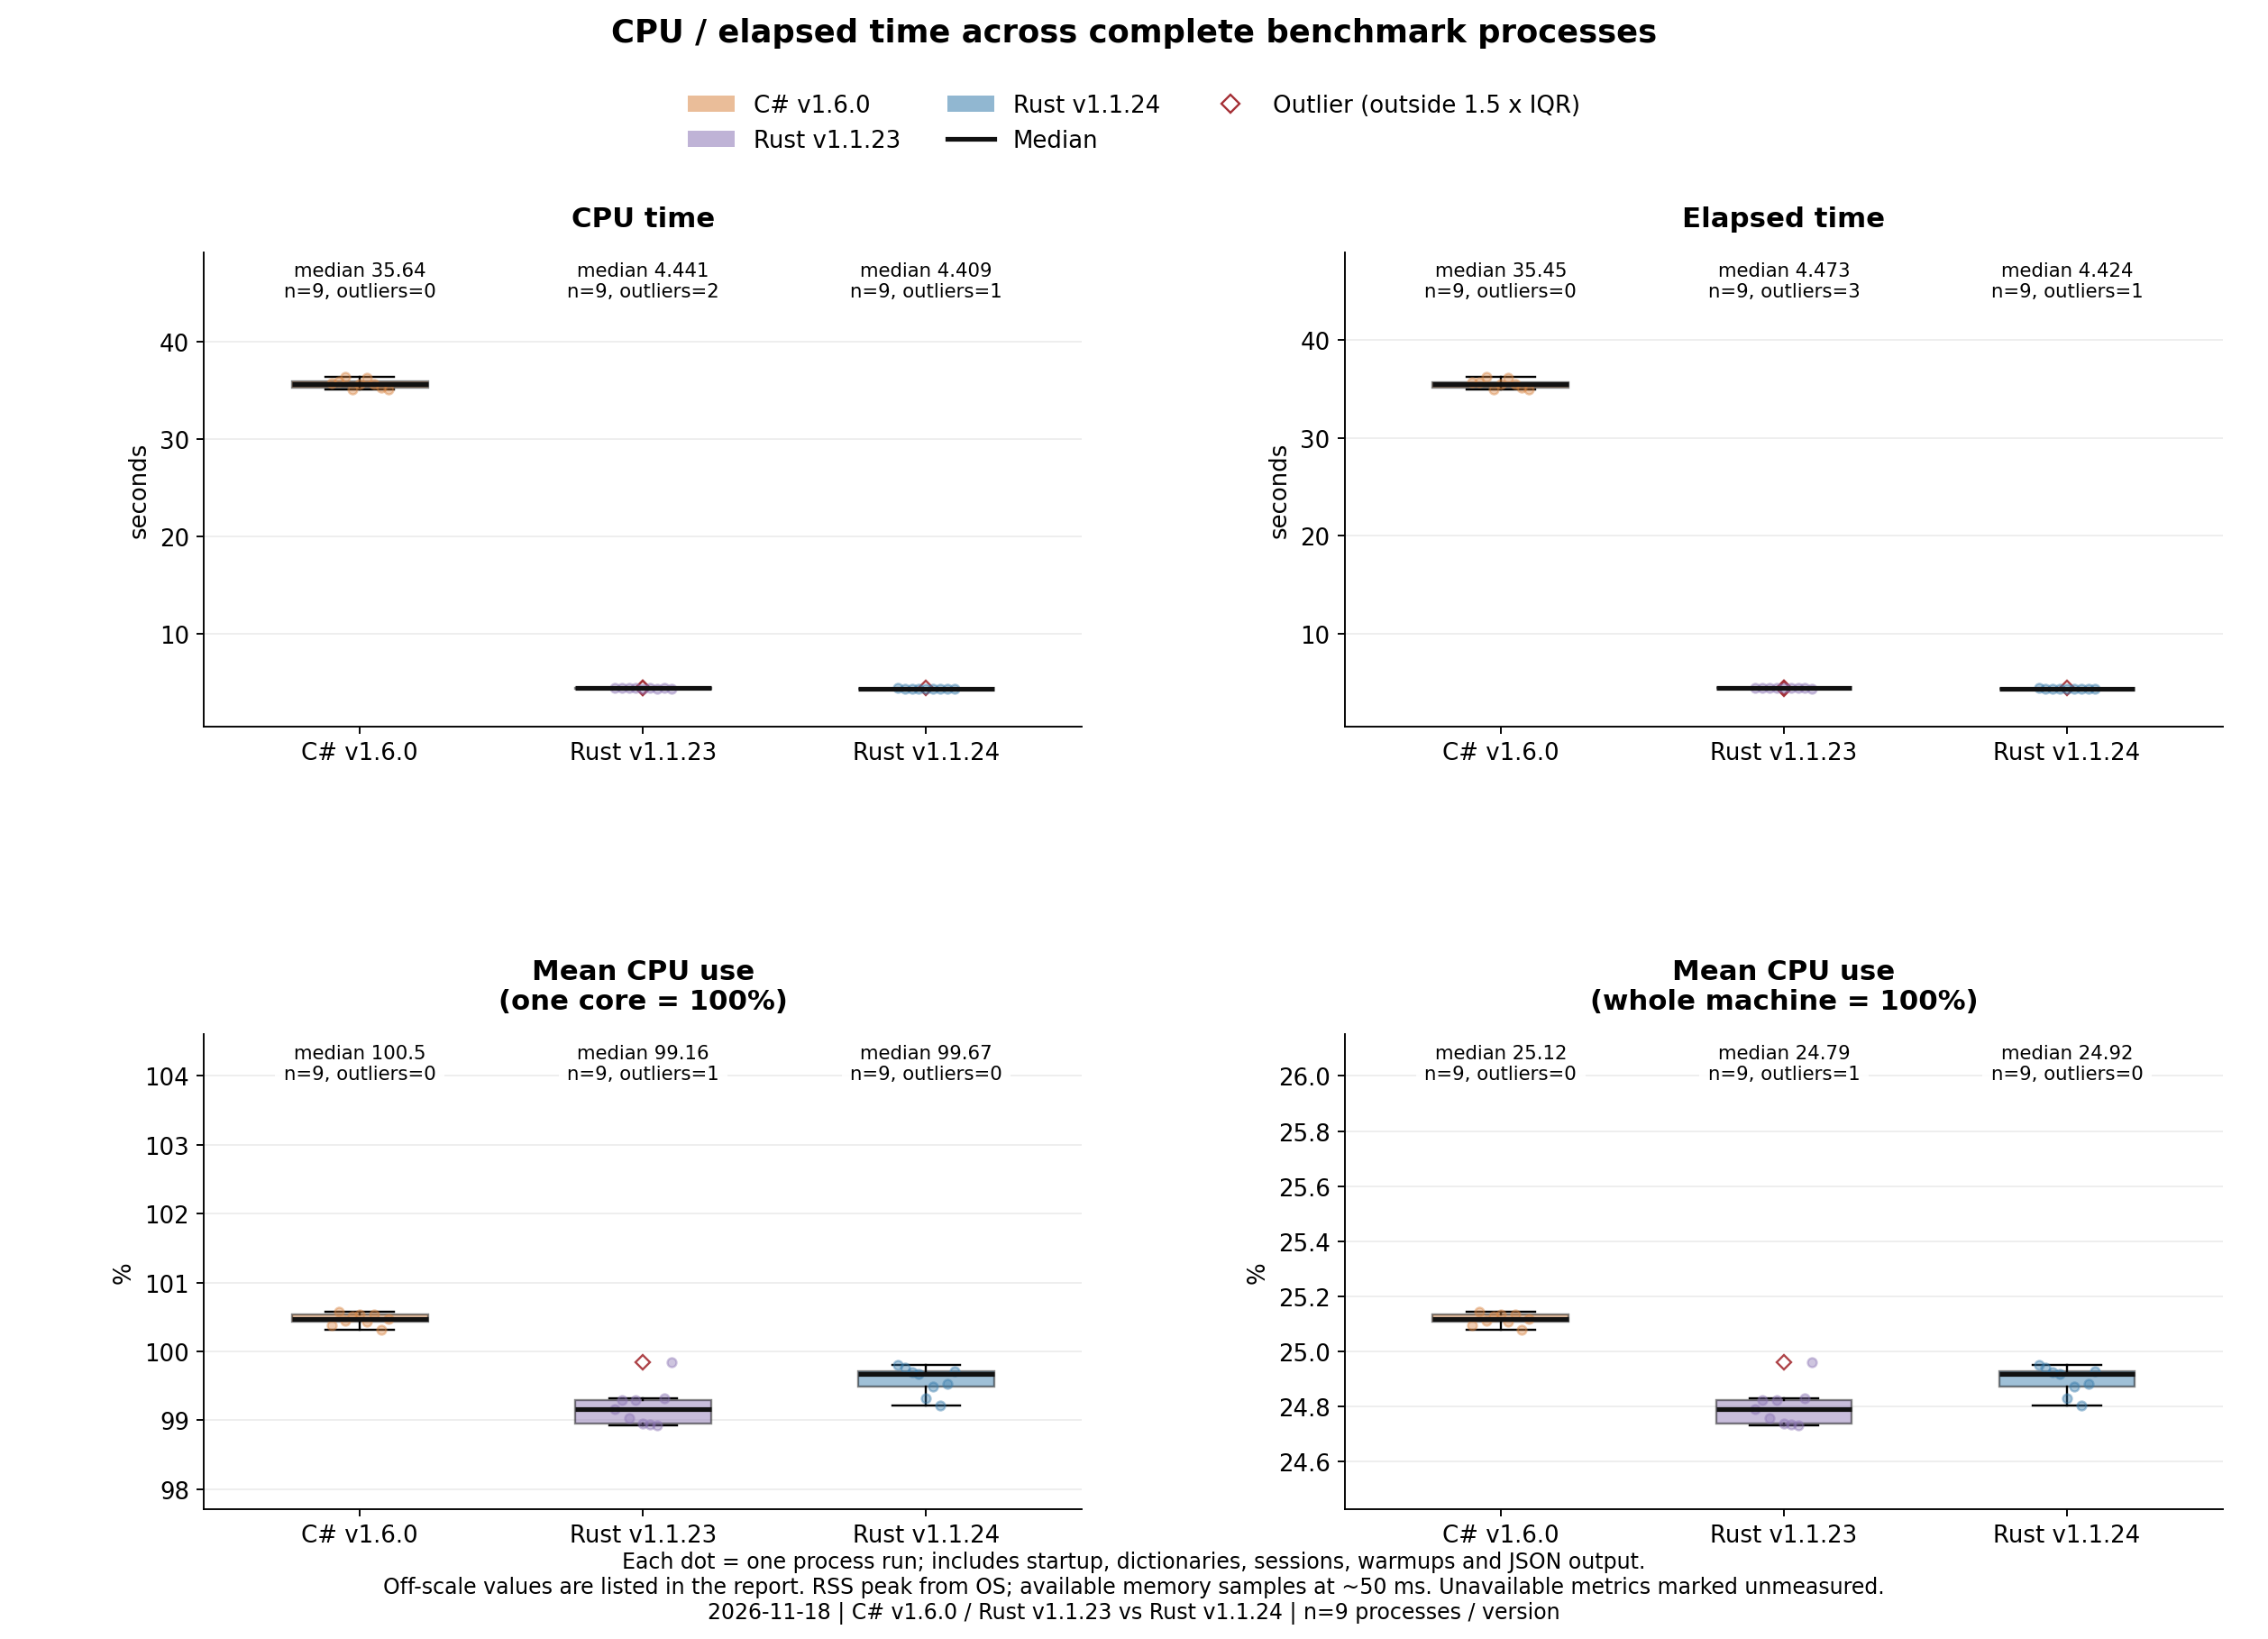 CPU / elapsed time across complete benchmark processes
C# v1.6.0
Rust v1.1.24
Outlier (outside 1.5 x IQR)
Rust v1.1.23
Median
CPU time
median 35.64
n=9, outliers=0
median 4.441
n=9, outliers=2
median 4.409
n=9, outliers=1
40
30
20
10
seconds
C# v1.6.0
Rust v1.1.23
Rust v1.1.24
Elapsed time
median 35.45
n=9, outliers=0
median 4.473
n=9, outliers=3
median 4.424
n=9, outliers=1
40
30
20
10
seconds
C# v1.6.0
Rust v1.1.23
Rust v1.1.24
Mean CPU use
(one core = 100%)
median 100.5
n=9, outliers=0
median 99.16
n=9, outliers=1
median 99.67
n=9, outliers=0
104
103
102
101
100
99
98
%
C# v1.6.0
Rust v1.1.23
Rust v1.1.24
Mean CPU use
(whole machine = 100%)
median 25.12
n=9, outliers=0
median 24.79
n=9, outliers=1
median 24.92
n=9, outliers=0
26.0
25.8
25.6
25.4
25.2
25.0
24.8
24.6
%
C# v1.6.0
Rust v1.1.23
Rust v1.1.24
Each dot = one process run; includes startup, dictionaries, sessions, warmups and JSON output.
Off-scale values are listed in the report. RSS peak from OS; available memory samples at ~50 ms. Unavailable metrics marked unmeasured.
2026-11-18 | C# v1.6.0 / Rust v1.1.23 vs Rust v1.1.24 | n=9 processes / version